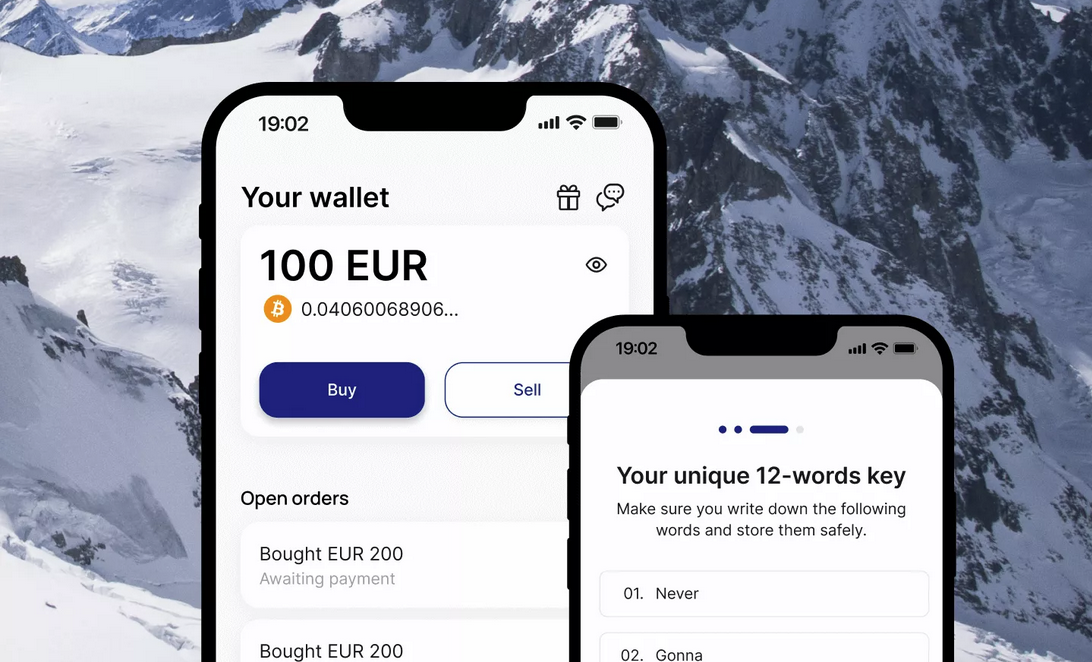 19:02
Your wallet
100 EUR
0.04060068906...
Buy
Sell
Open orders
Bought EUR 200
Awaiting payment
Bought EUR 200
19:02
Your unique 12-words key
Make sure you write down the following
words and store them safely.
01. Never
02. Gonna